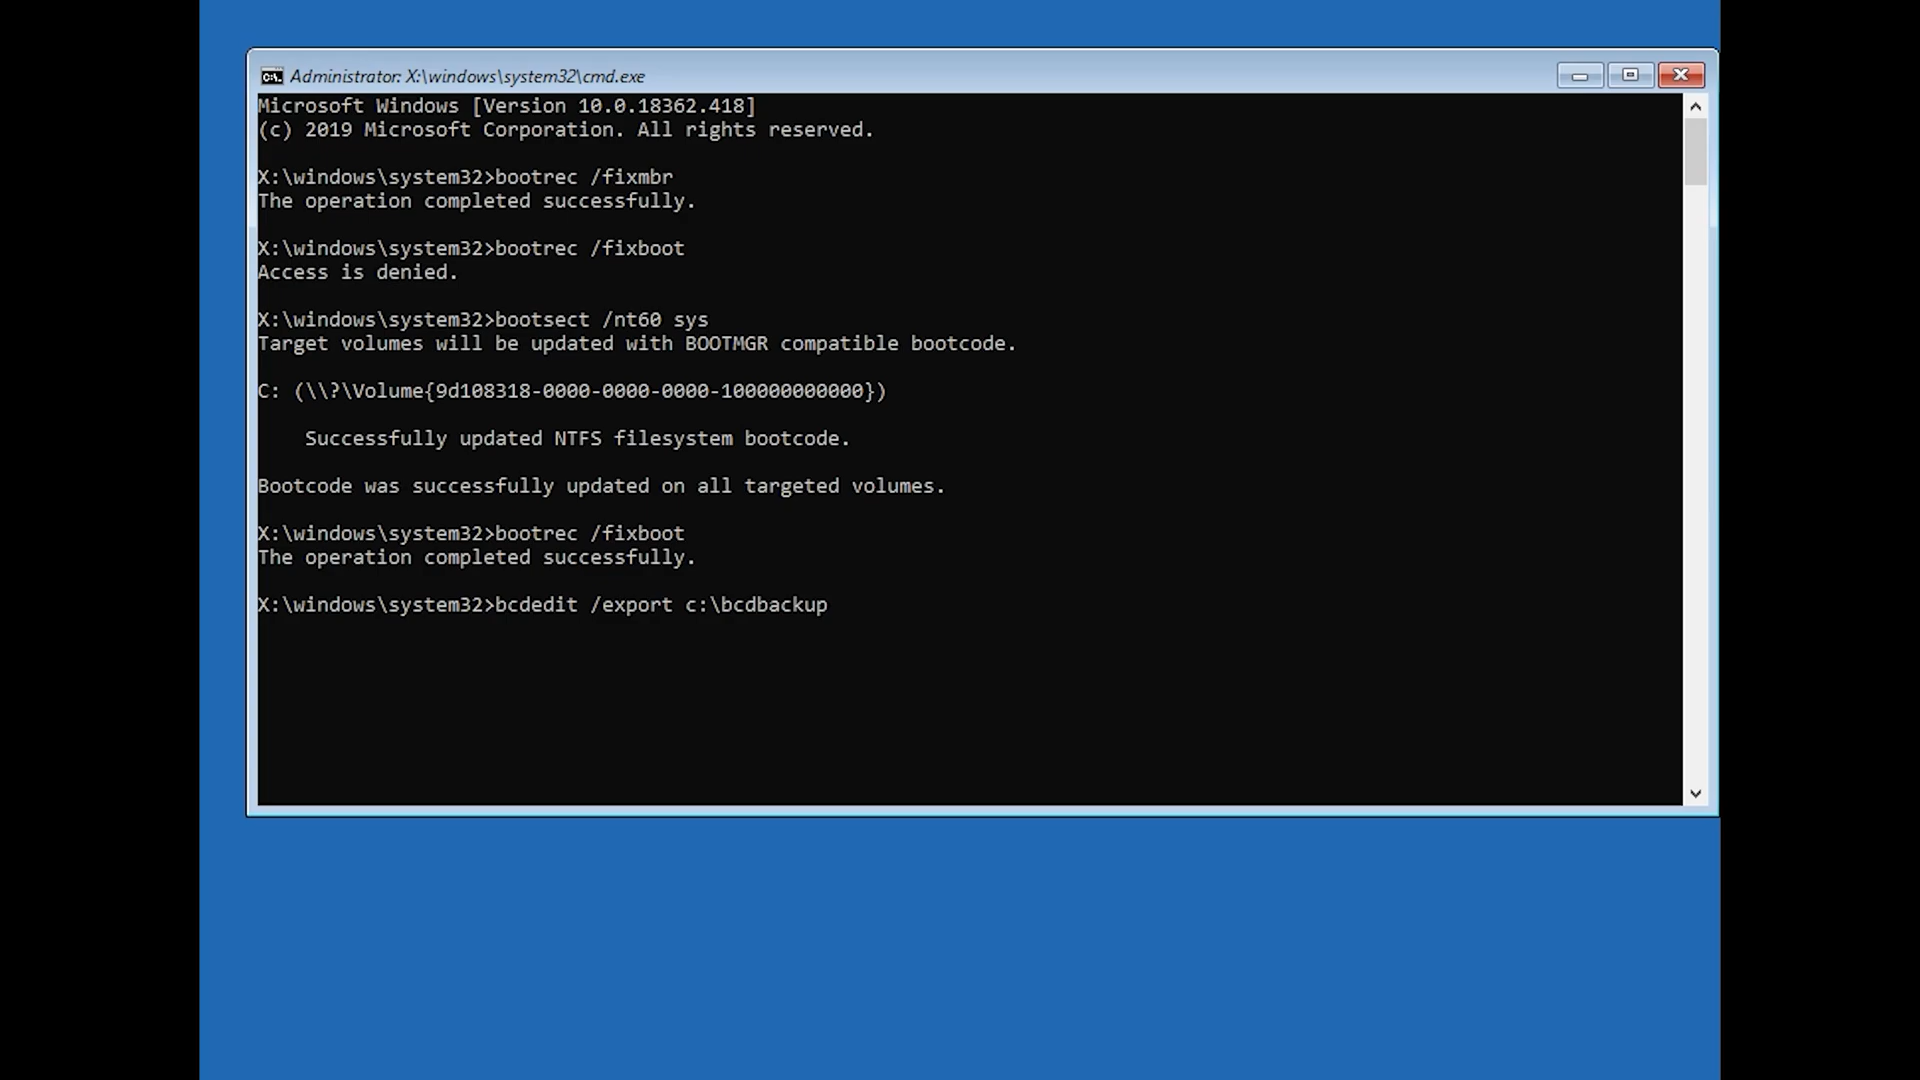 Administrator: X:\windows\system32\cmd.exe
Microsoft Windows [Version 10.0.18362.418]
(c) 2019 Microsoft Corporation. All rights reserved.
X:\windows\system32>bootrec /fixmbr
The operation completed successfully.
X:\windows\system32>bootrec /fixboot
Access is denied.
X:\windows\system32>bootsect /nt60 sys
Target volumes will be updated with BOOTMGR compatible bootcode.
C: (\\?\Volume{9d108318-0000-0000-0000-100000000000})
Successfully updated NTFS filesystem bootcode.
Bootcode was successfully updated on all targeted volumes.
X:\windows\system32>bootrec /fixboot
The operation completed successfully.
X:\windows\system32>bcdedit /export c:\bcdbackup